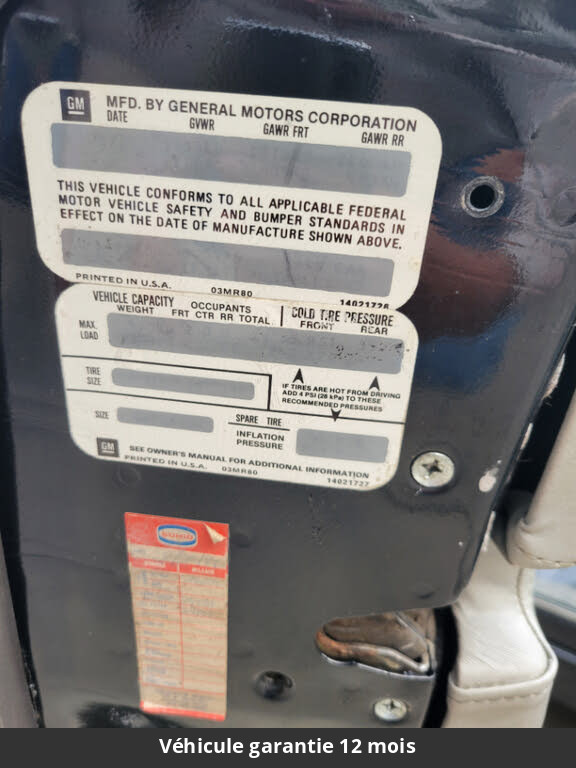 GM MFD. BY GENERAL MOTORS CORPORATION
DATE GVWR GAWR FRT GAWR RR
THIS VEHICLE CONFORMS TO ALL APPLICABLE FEDERAL
MOTOR VEHICLE SAFETY AND BUMPER STANDARDS IN
EFFECT ON THE DATE OF MANUFACTURE SHOWN ABOVE.
PRINTED IN U.S.A. 03MR80 14021726
VEHICLE CAPACITY OCCUPANTS COLD TIRE PRESSURE
WEIGHT FRT CTR RR TOTAL FRONT REAR
MAX.
LOAD
TIRE
SIZE
IF TIRES ARE HOT FROM DRIVING
ADD 4 PSI (28 kPa) TO THESE
RECOMMENDED PRESSURES
SIZE SPARE TIRE
INFLATION
PRESSURE
GM SEE OWNER'S MANUAL FOR ADDITIONAL INFORMATION
PRINTED IN U.S.A. 03MR80 14021727
Véhicule garantie 12 mois